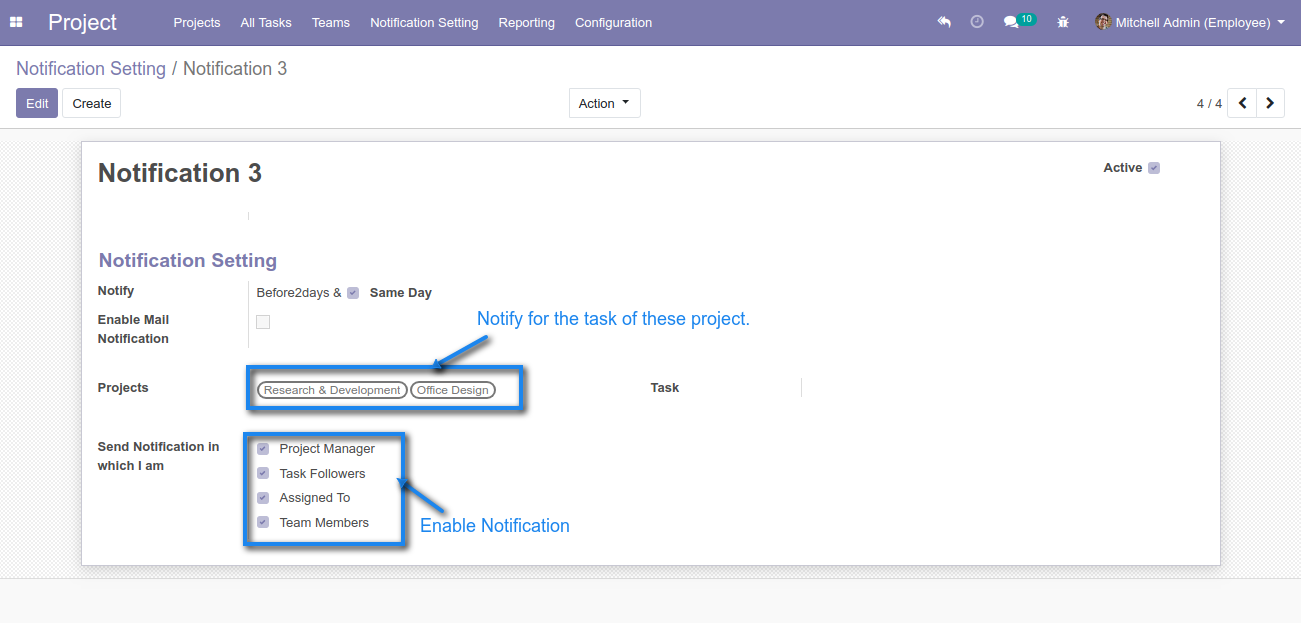 Project Projects All Tasks Teams Notification Setting Reporting Configuration 10 Mitchell Admin (Employee)
Notification Setting / Notification 3
Edit Create Action 4 / 4
Notification 3 Active
Notification Setting
Notify Before2days & Same Day
Enable Mail
Notification
Notify for the task of these project.
Projects Research & Development Office Design Task
Send Notification in
which I am
Project Manager
Task Followers
Assigned To
Team Members
Enable Notification